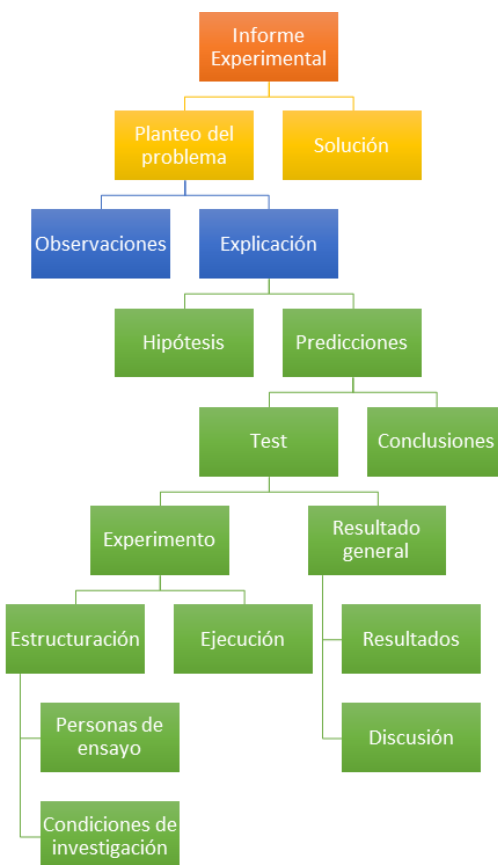 Informe
Experimental
Planteo del
problema
Solución
Observaciones
Explicación
Hipótesis
Predicciones
Test
Conclusiones
Experimento
Resultado
general
Estructuración
Ejecución
Resultados
Personas de
ensayo
Discusión
Condiciones de
investigación